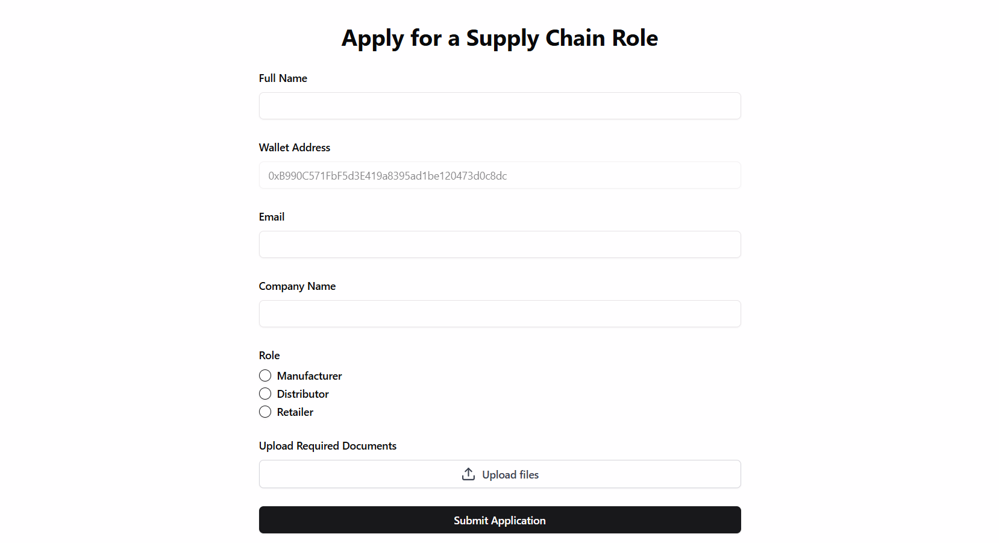 Apply for a Supply Chain Role
Full Name
Wallet Address
0xB990C571FbF5d3E419a8395ad1be120473d0c8dc
Email
Company Name
Role
Manufacturer
Distributor
Retailer
Upload Required Documents
Upload files
Submit Application